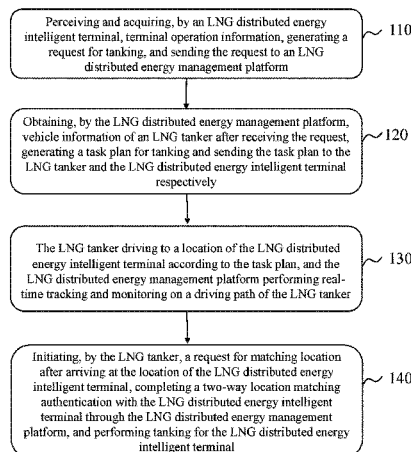 Perceiving and acquiring, by an LNG distributed energy
intelligent terminal, terminal operation information, generating a
request for tanking, and sending the request to an LNG
distributed energy management platform
110
Obtaining, by the LNG distributed energy management platform,
vehicle information of an LNG tanker after receiving the request,
generating a task plan for tanking and sending the task plan to the
LNG tanker and the LNG distributed energy intelligent terminal
respectively
120
The LNG tanker driving to a location of the LNG distributed
energy intelligent terminal according to the task plan, and the
LNG distributed energy management platform performing real-
time tracking and monitoring on a driving path of the LNG tanker
130
Initiating, by the LNG tanker, a request for matching location
after arriving at the location of the LNG distributed energy
intelligent terminal, completing a two-way location matching
authentication with the LNG distributed energy intelligent
terminal through the LNG distributed energy management
platform, and performing tanking for the LNG distributed energy
intelligent terminal
140